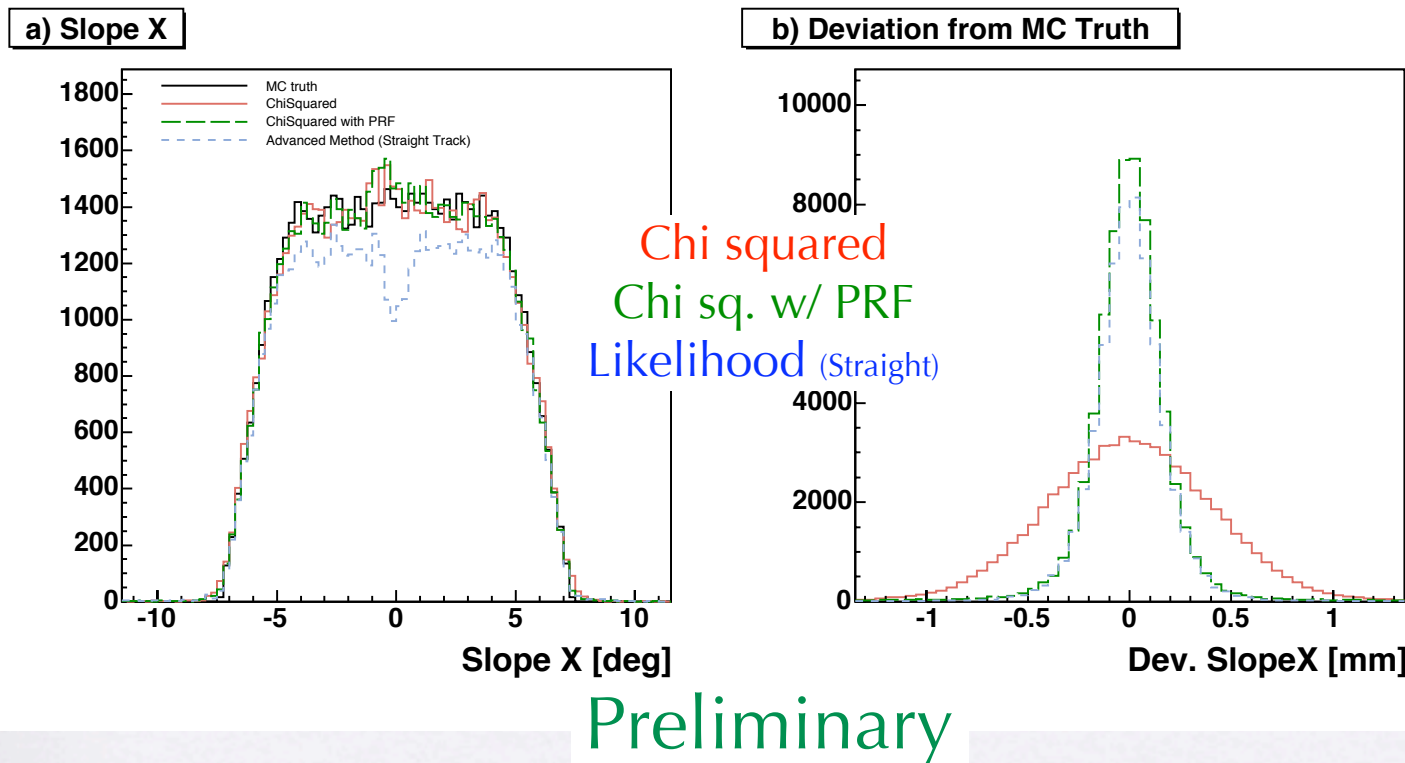 a) Slope X
1800
1600
1400
1200
1000
800
600
400
200
0
-10 -5 0 5 10
Slope X [deg]
MC truth
ChiSquared
ChiSquared with PRF
Advanced Method (Straight Track)
Chi squared
Chi sq. w/ PRF
Likelihood (Straight)
b) Deviation from MC Truth
10000
8000
4000
2000
0
-1 -0.5 0 0.5 1
Dev. SlopeX [mm]
Preliminary